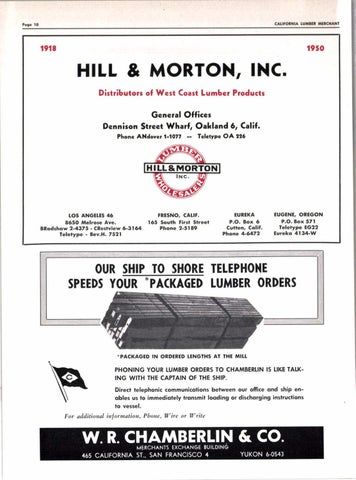 Page 10
CALIFORNIA LUMBER MERCHANT
1918
1950
HILL & MORTON, INC.
Distributors of West Coast Lumber Products
General Offices
Dennison Street Wharf, Oakland 6, Calif.
Phone ANdover 1-1077 — Teletype OA 226
LUMBER
HILL & MORTON
INC.
WHOLESALERS
LOS ANGELES 46
8650 Melrose Ave.
BRadshaw 2-4375 - CRestview 6-3164
Teletype - Bev.H. 7521
FRESNO, CALIF.
165 South First Street
Phone 2-5189
EUREKA
P.O. Box 6
Cutten, Calif.
Phone 4-6472
EUGENE, OREGON
P.O. Box 571
Teletype EG22
Eureka 4134-W
OUR SHIP TO SHORE TELEPHONE
SPEEDS YOUR *PACKAGED LUMBER ORDERS
*PACKAGED IN ORDERED LENGTHS AT THE MILL
PHONING YOUR LUMBER ORDERS TO CHAMBERLIN IS LIKE TALK-
ING WITH THE CAPTAIN OF THE SHIP.
Direct telephonic communications between our office and ship en-
ables us to immediately transmit loading or discharging instructions
to vessel.
For additional information, Phone, Wire or Write
W. R. CHAMBERLIN & CO.
MERCHANTS EXCHANGE BUILDING
465 CALIFORNIA ST., SAN FRANCISCO 4 YUKON 6-0543